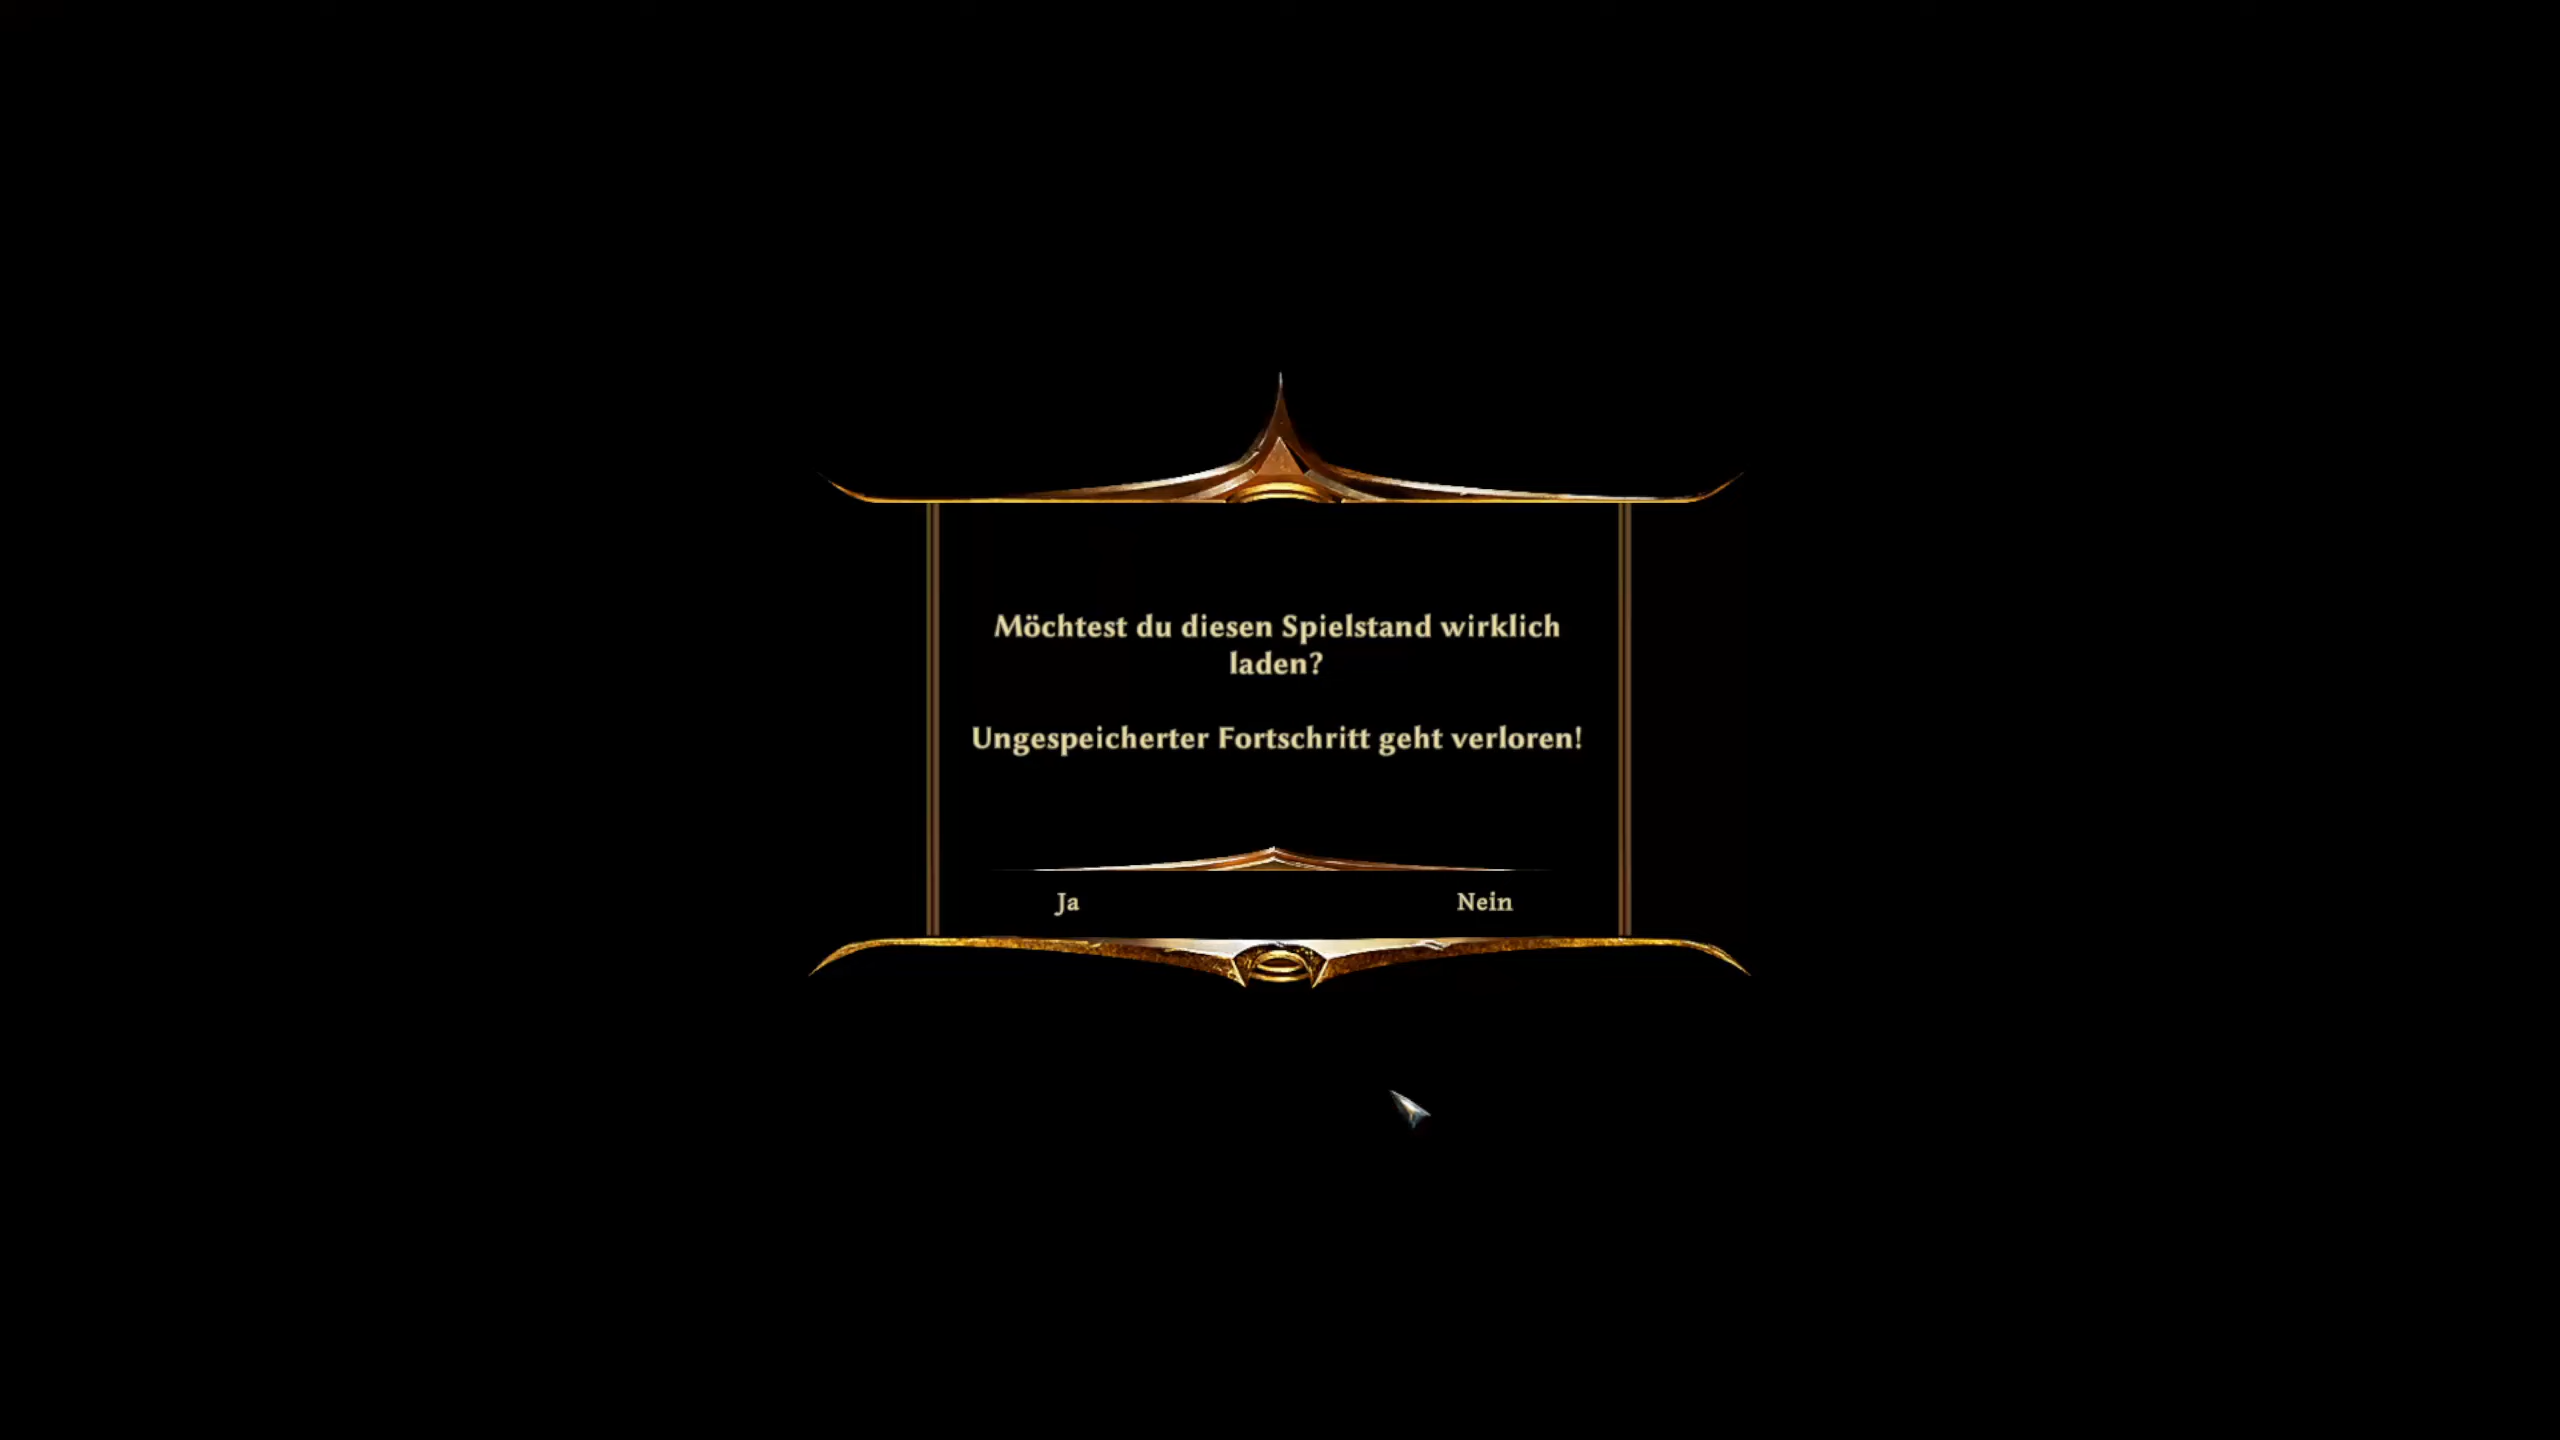 Möchtest du diesen Spielstand wirklich
laden?
Ungespeicherter Fortschritt geht verloren!
Ja
Nein